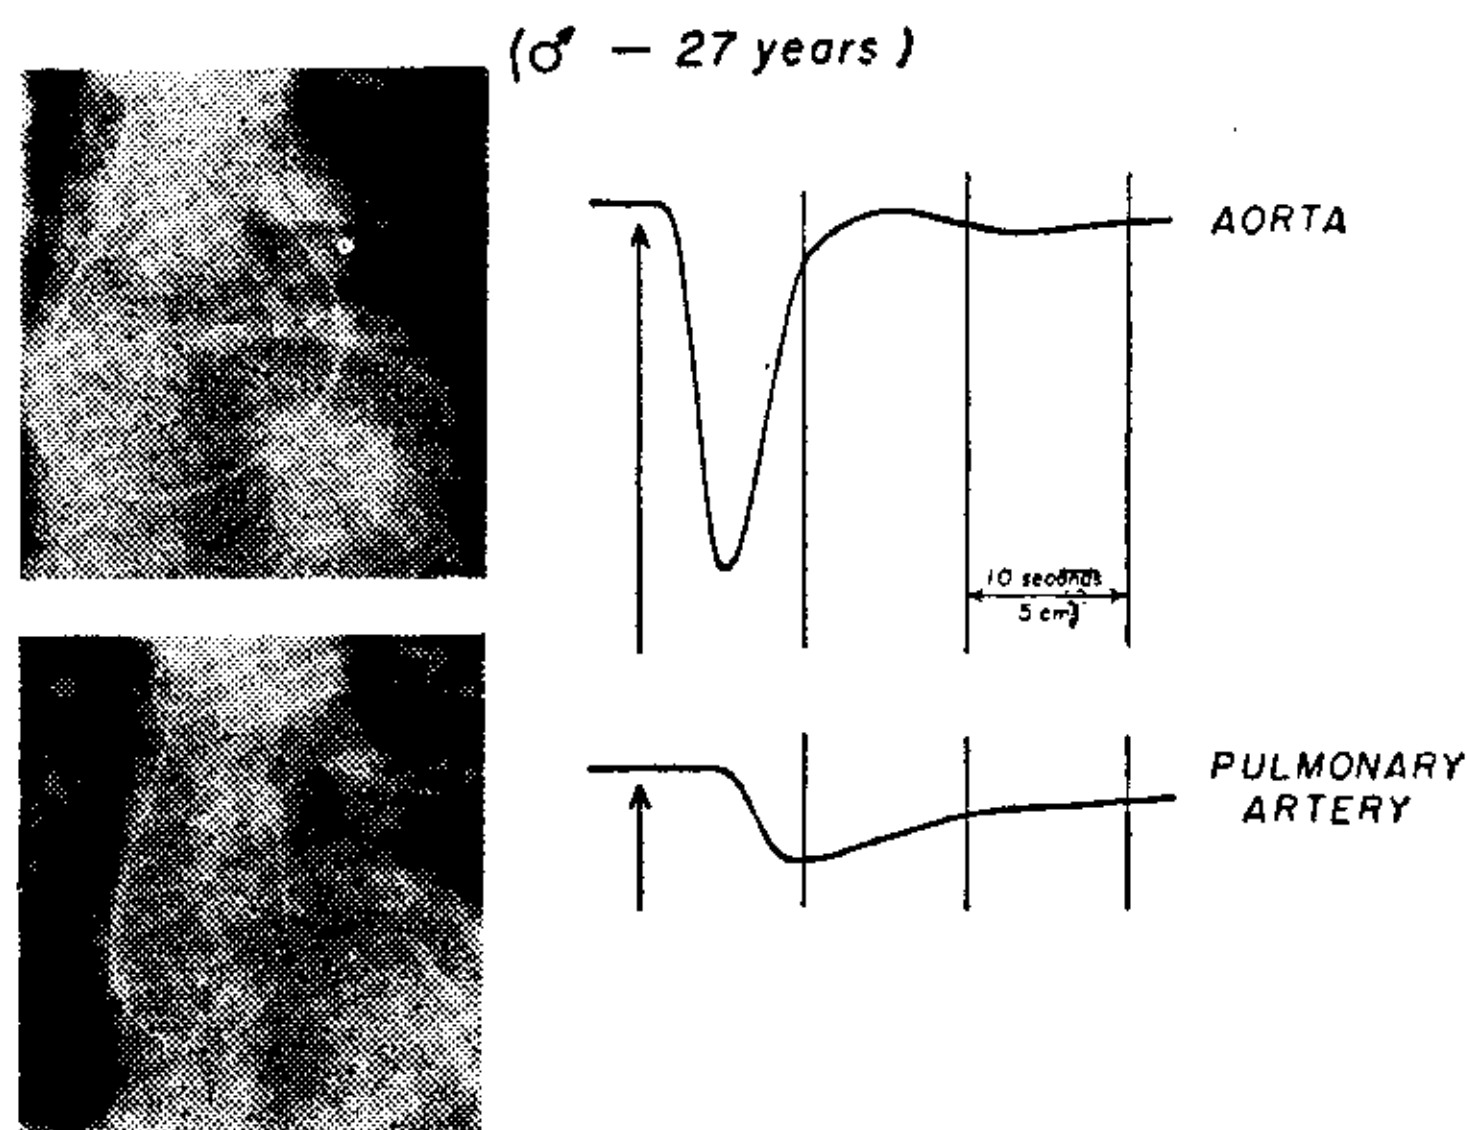 (♂ — 27 years)
AORTA
10 seconds
5 cm.
PULMONARY
ARTERY